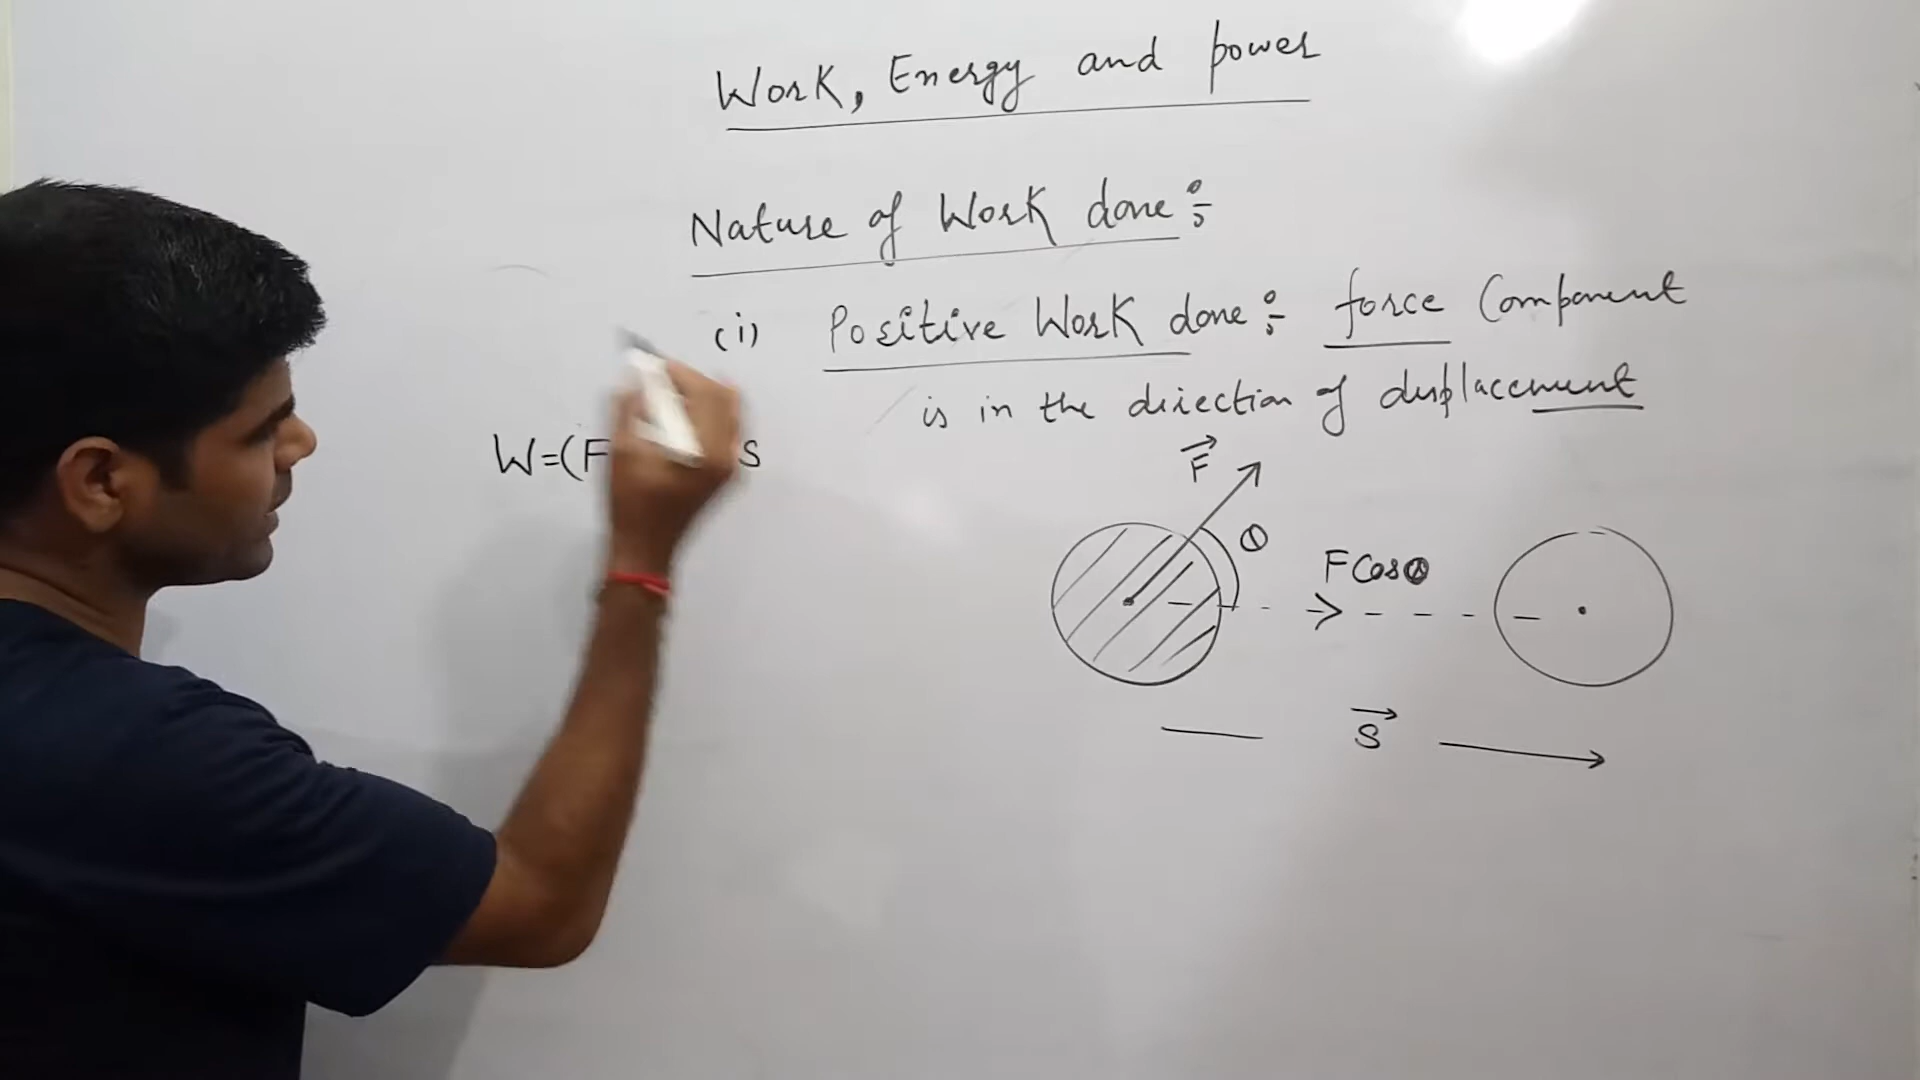 Work, Energy and power
Nature of Work done :-
(i) Positive Work done :- force Component
is in the direction of displacement
W=(F S
F
θ
FCosθ
S